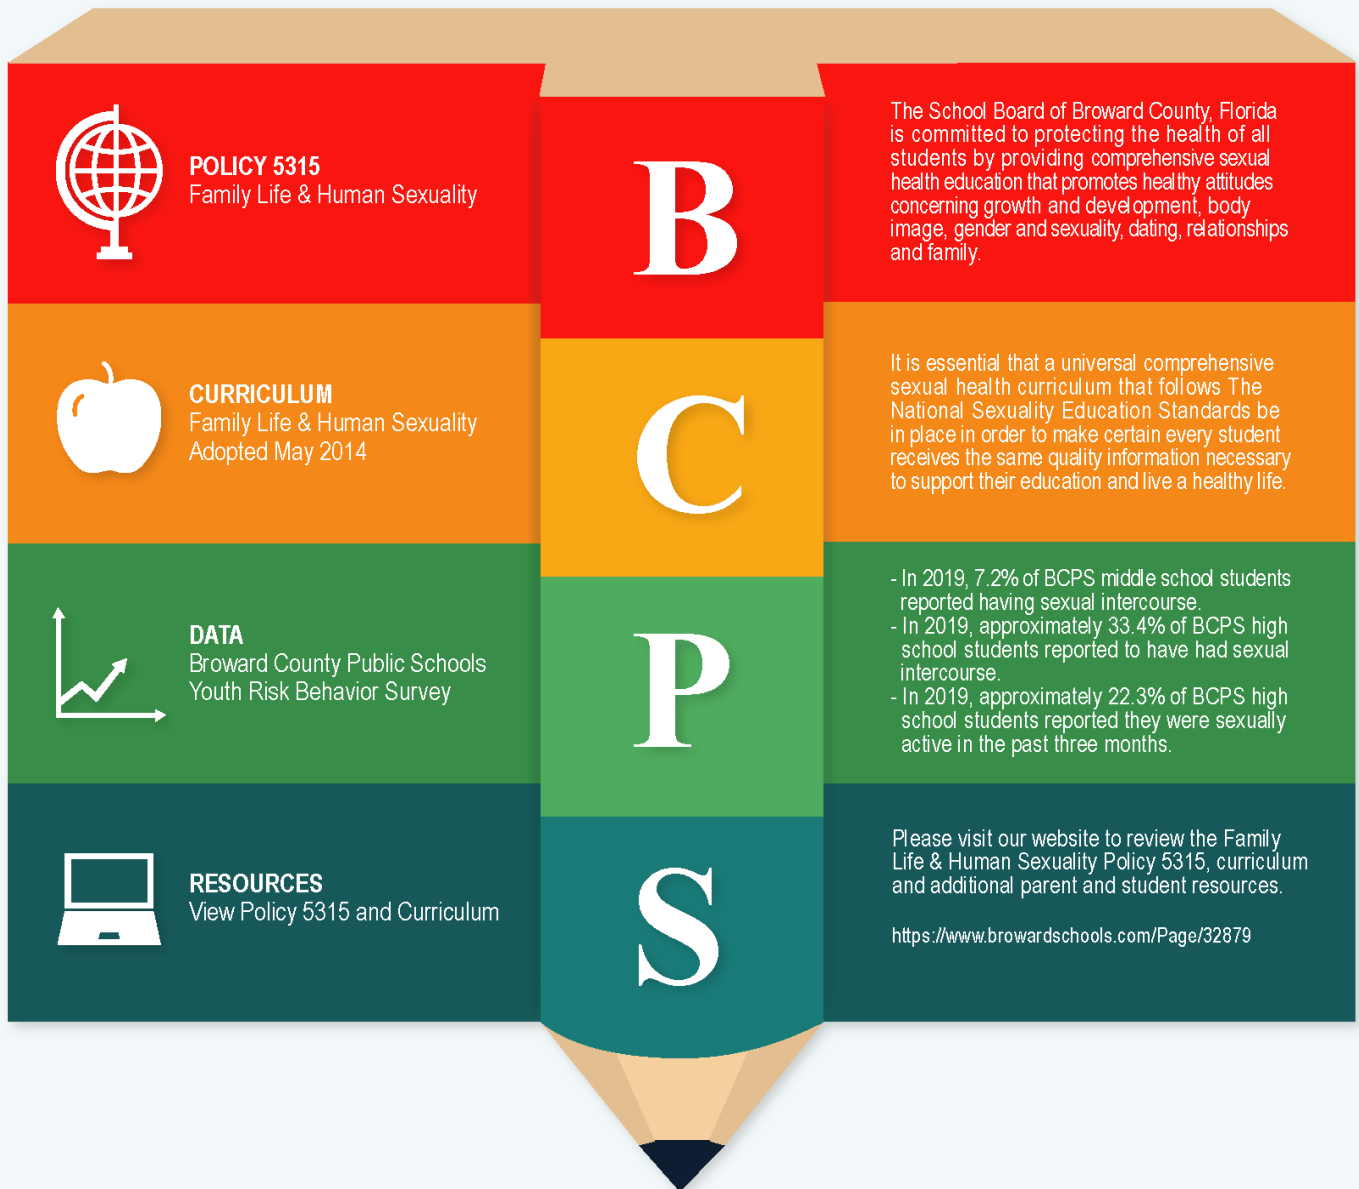 POLICY 5315
Family Life & Human Sexuality
B
The School Board of Broward County, Florida
is committed to protecting the health of all
students by providing comprehensive sexual
health education that promotes healthy attitudes
concerning growth and development, body
image, gender and sexuality, dating, relationships
and family.
CURRICULUM
Family Life & Human Sexuality
Adopted May 2014
C
It is essential that a universal comprehensive
sexual health curriculum that follows The
National Sexuality Education Standards be
in place in order to make certain every student
receives the same quality information necessary
to support their education and live a healthy life.
DATA
Broward County Public Schools
Youth Risk Behavior Survey
P
- In 2019, 7.2% of BCPS middle school students
reported having sexual intercourse.
- In 2019, approximately 33.4% of BCPS high
school students reported to have had sexual
intercourse.
- In 2019, approximately 22.3% of BCPS high
school students reported they were sexually
active in the past three months.
RESOURCES
View Policy 5315 and Curriculum
S
Please visit our website to review the Family
Life & Human Sexuality Policy 5315, curriculum
and additional parent and student resources.
https://www.browardschools.com/Page/32879